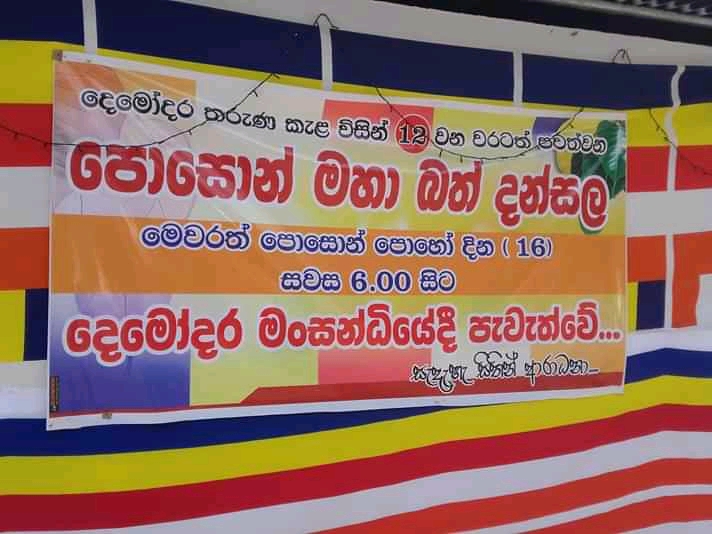 දෙමෝදර තරුණ කැළ විසින් 12 වන වරටත් පවත්වන
පොසොන් මහා බත් දන්සල
මෙවරත් පොසොන් පොහෝ දින ( 16)
සවස 6.00 සිට
දෙමෝදර මංසන්ධියේදී පැවැත්වේ...
සැදැහැ සිතින් ආරාධනා...